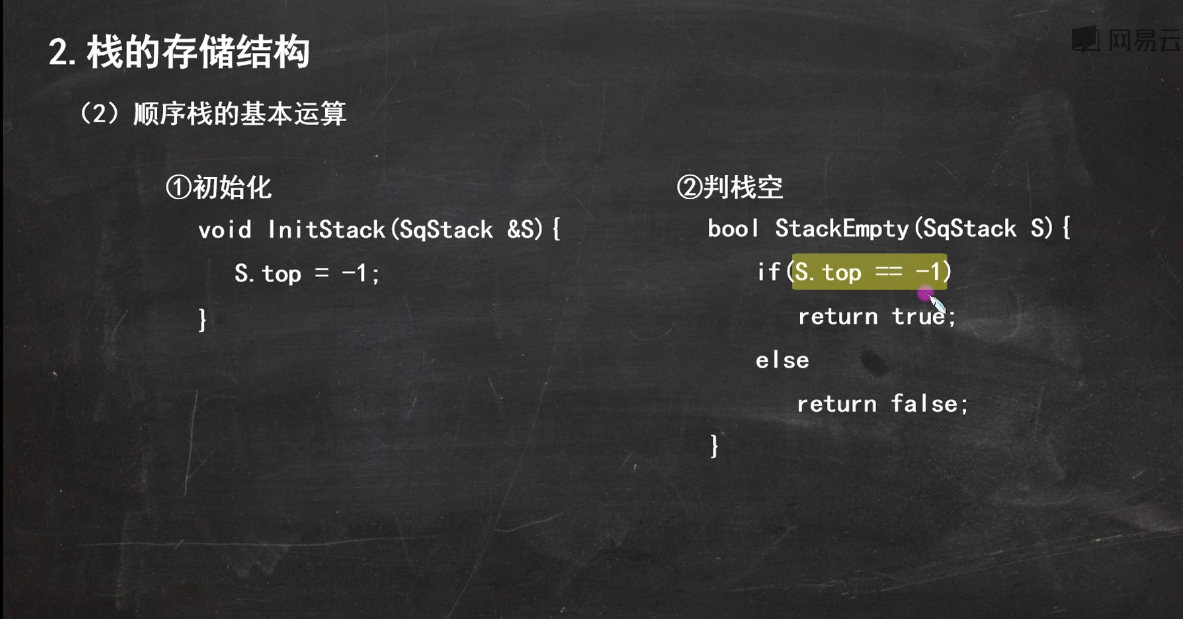 2.栈的存储结构
网易云
（2）顺序栈的基本运算
①初始化
void InitStack(SqStack &S){
S.top = -1;
}
②判栈空
bool StackEmpty(SqStack S){
if(S.top == -1)
return true;
else
return false;
}